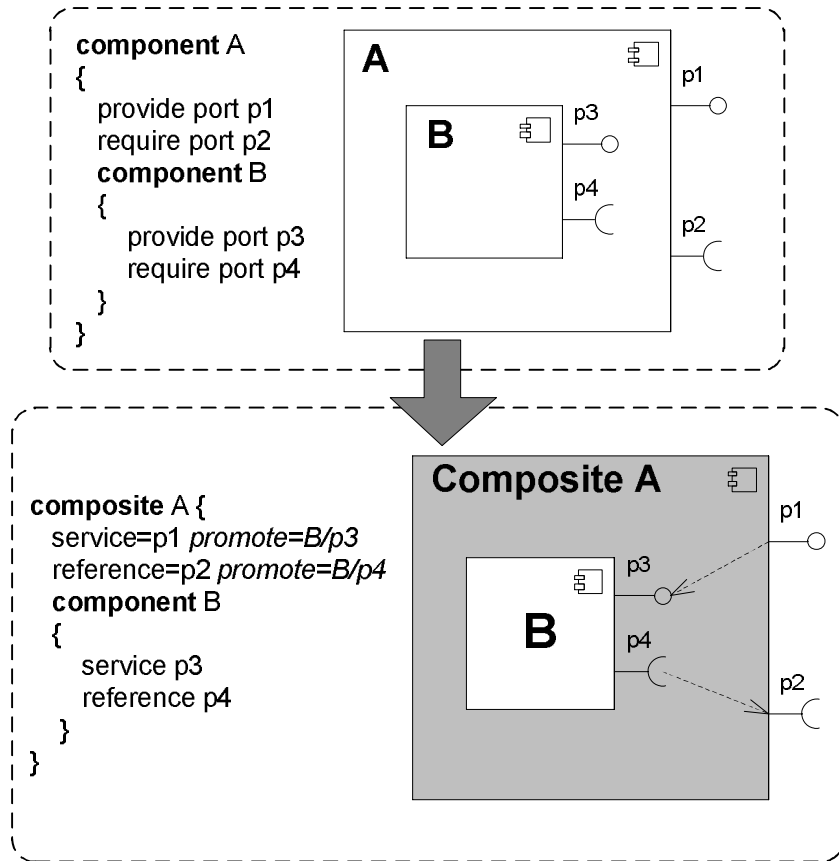 component A
{
provide port p1
require port p2
component B
{
provide port p3
require port p4
}
}
A
B
p3
p4
p1
p2
composite A {
service=p1 promote=B/p3
reference=p2 promote=B/p4
component B
{
service p3
reference p4
}
}
Composite A
B
p3
p4
p1
p2